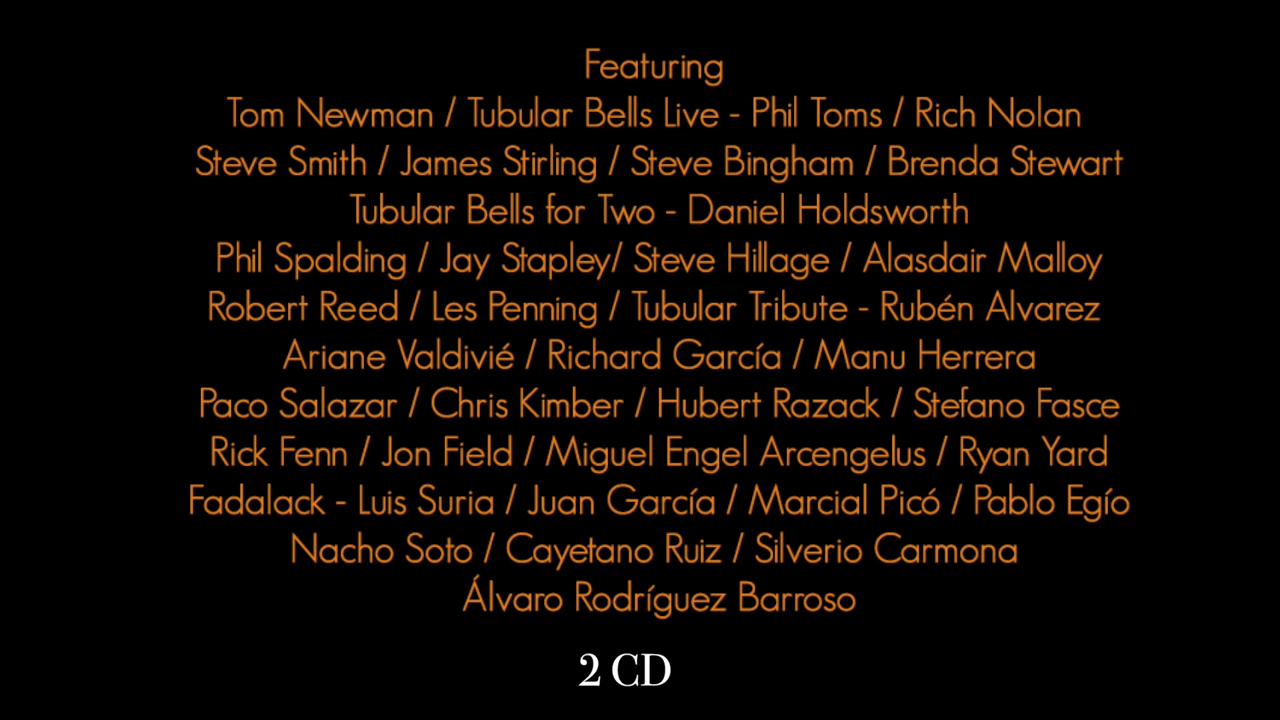 Featuring
Tom Newman / Tubular Bells Live - Phil Toms / Rich Nolan
Steve Smith / James Stirling / Steve Bingham / Brenda Stewart
Tubular Bells for Two - Daniel Holdsworth
Phil Spalding / Jay Stapley/ Steve Hillage / Alasdair Malloy
Robert Reed / Les Penning / Tubular Tribute - Rubén Alvarez
Ariane Valdivié / Richard García / Manu Herrera
Paco Salazar / Chris Kimber / Hubert Razack / Stefano Fasce
Rick Fenn / Jon Field / Miguel Engel Arcengelus / Ryan Yard
Fadalack - Luis Suria / Juan García / Marcial Picó / Pablo Egío
Nacho Soto / Cayetano Ruiz / Silverio Carmona
Álvaro Rodríguez Barroso
2 CD